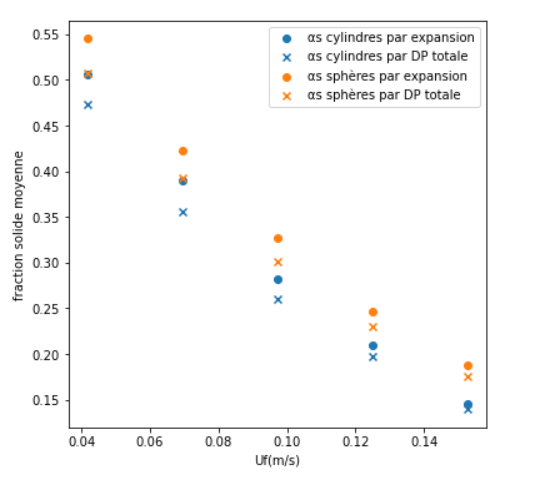 0.55
0.50
0.45
0.40
0.35
0.30
0.25
0.20
0.15
fraction solide moyenne
αs cylindres par expansion
αs cylindres par DP totale
αs sphères par expansion
αs sphères par DP totale
0.04 0.06 0.08 0.10 0.12 0.14
Uf(m/s)